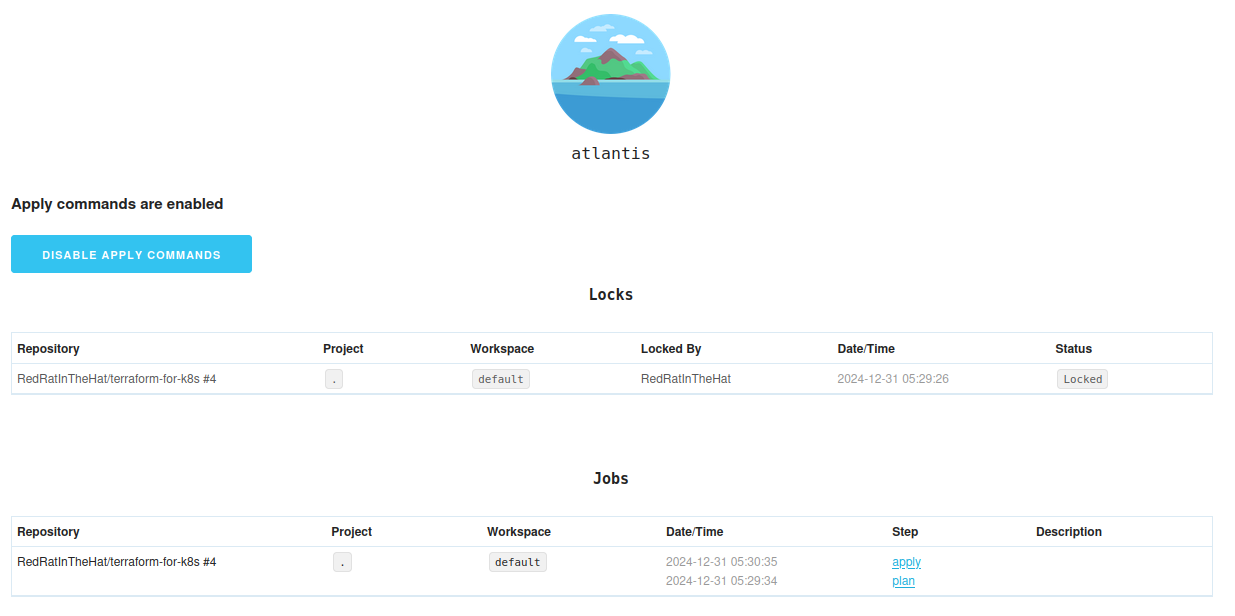 atlantis
Apply commands are enabled
DISABLE APPLY COMMANDS
Locks
Repository Project Workspace Locked By Date/Time Status
RedRatInTheHat/terraform-for-k8s #4 . default RedRatInTheHat 2024-12-31 05:29:26 Locked
Jobs
Repository Project Workspace Date/Time Step Description
RedRatInTheHat/terraform-for-k8s #4 . default 2024-12-31 05:30:35 apply
2024-12-31 05:29:34 plan